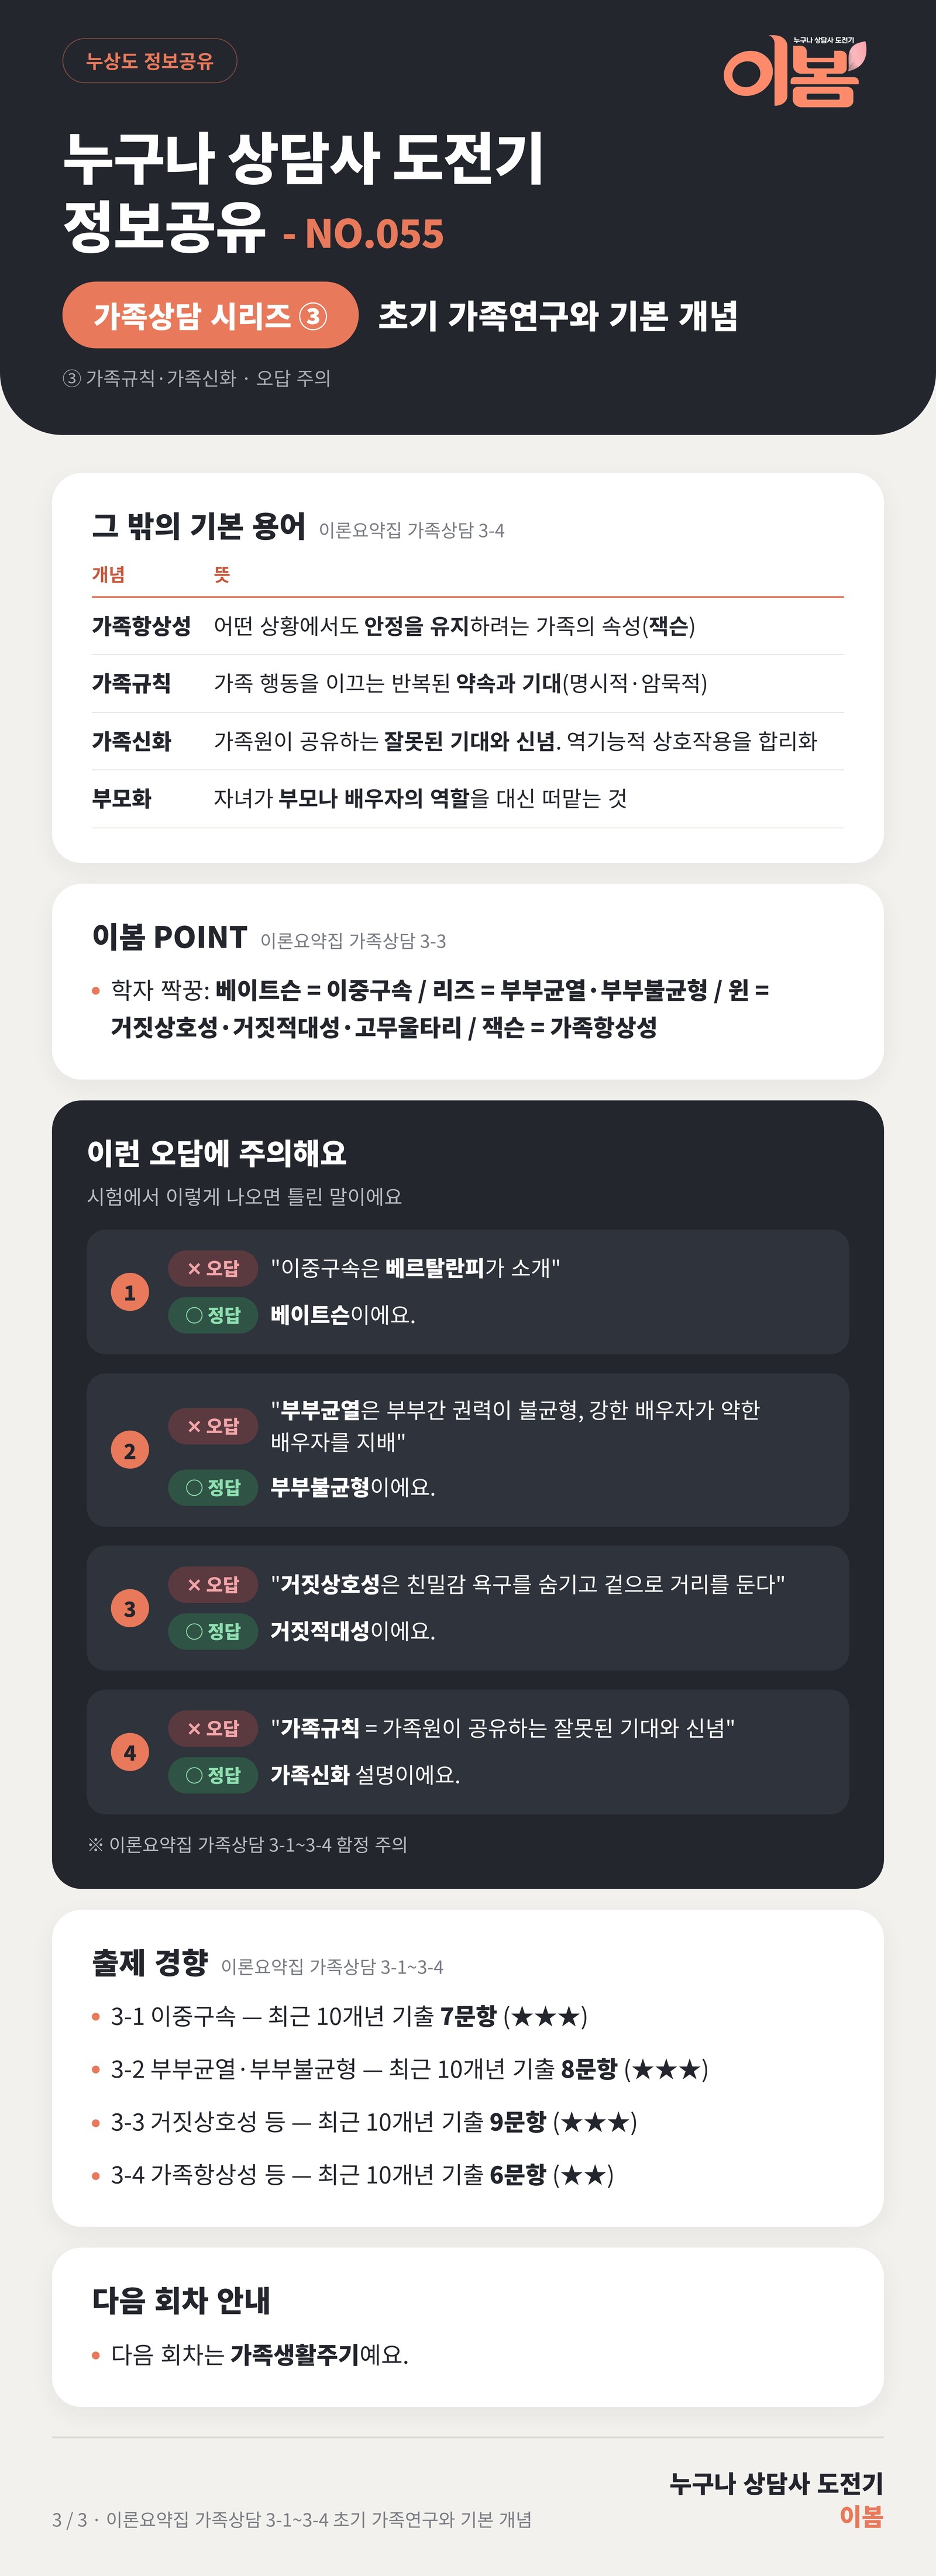 누상도 정보공유
누구나 상담사 도전기
이봄
누구나 상담사 도전기
정보공유 - NO.055
가족상담 시리즈 ③ 초기 가족연구와 기본 개념
③ 가족규칙·가족신화 · 오답 주의
그 밖의 기본 용어 이론요약집 가족상담 3-4
개념 뜻
가족항상성 어떤 상황에서도 안정을 유지하려는 가족의 속성(잭슨)
가족규칙 가족 행동을 이끄는 반복된 약속과 기대(명시적·암묵적)
가족신화 가족원이 공유하는 잘못된 기대와 신념. 역기능적 상호작용을 합리화
부모화 자녀가 부모나 배우자의 역할을 대신 떠맡는 것
이봄 POINT 이론요약집 가족상담 3-3
• 학자 짝꿍: 베이트슨 = 이중구속 / 리즈 = 부부균열·부부불균형 / 윈 =
거짓상호성·거짓적대성·고무울타리 / 잭슨 = 가족항상성
이런 오답에 주의해요
시험에서 이렇게 나오면 틀린 말이에요
1
× 오답 "이중구속은 베르탈란피가 소개"
○ 정답 베이트슨이에요.
2
× 오답 "부부균열은 부부간 권력이 불균형, 강한 배우자가 약한
배우자를 지배"
○ 정답 부부불균형이에요.
3
× 오답 "거짓상호성은 친밀감 욕구를 숨기고 겉으로 거리를 둔다"
○ 정답 거짓적대성이에요.
4
× 오답 "가족규칙 = 가족원이 공유하는 잘못된 기대와 신념"
○ 정답 가족신화 설명이에요.
※ 이론요약집 가족상담 3-1~3-4 함정 주의
출제 경향 이론요약집 가족상담 3-1~3-4
• 3-1 이중구속 — 최근 10개년 기출 7문항 (★★★)
• 3-2 부부균열·부부불균형 — 최근 10개년 기출 8문항 (★★★)
• 3-3 거짓상호성 등 — 최근 10개년 기출 9문항 (★★★)
• 3-4 가족항상성 등 — 최근 10개년 기출 6문항 (★★)
다음 회차 안내
• 다음 회차는 가족생활주기예요.
누구나 상담사 도전기
3 / 3 · 이론요약집 가족상담 3-1~3-4 초기 가족연구와 기본 개념
이봄